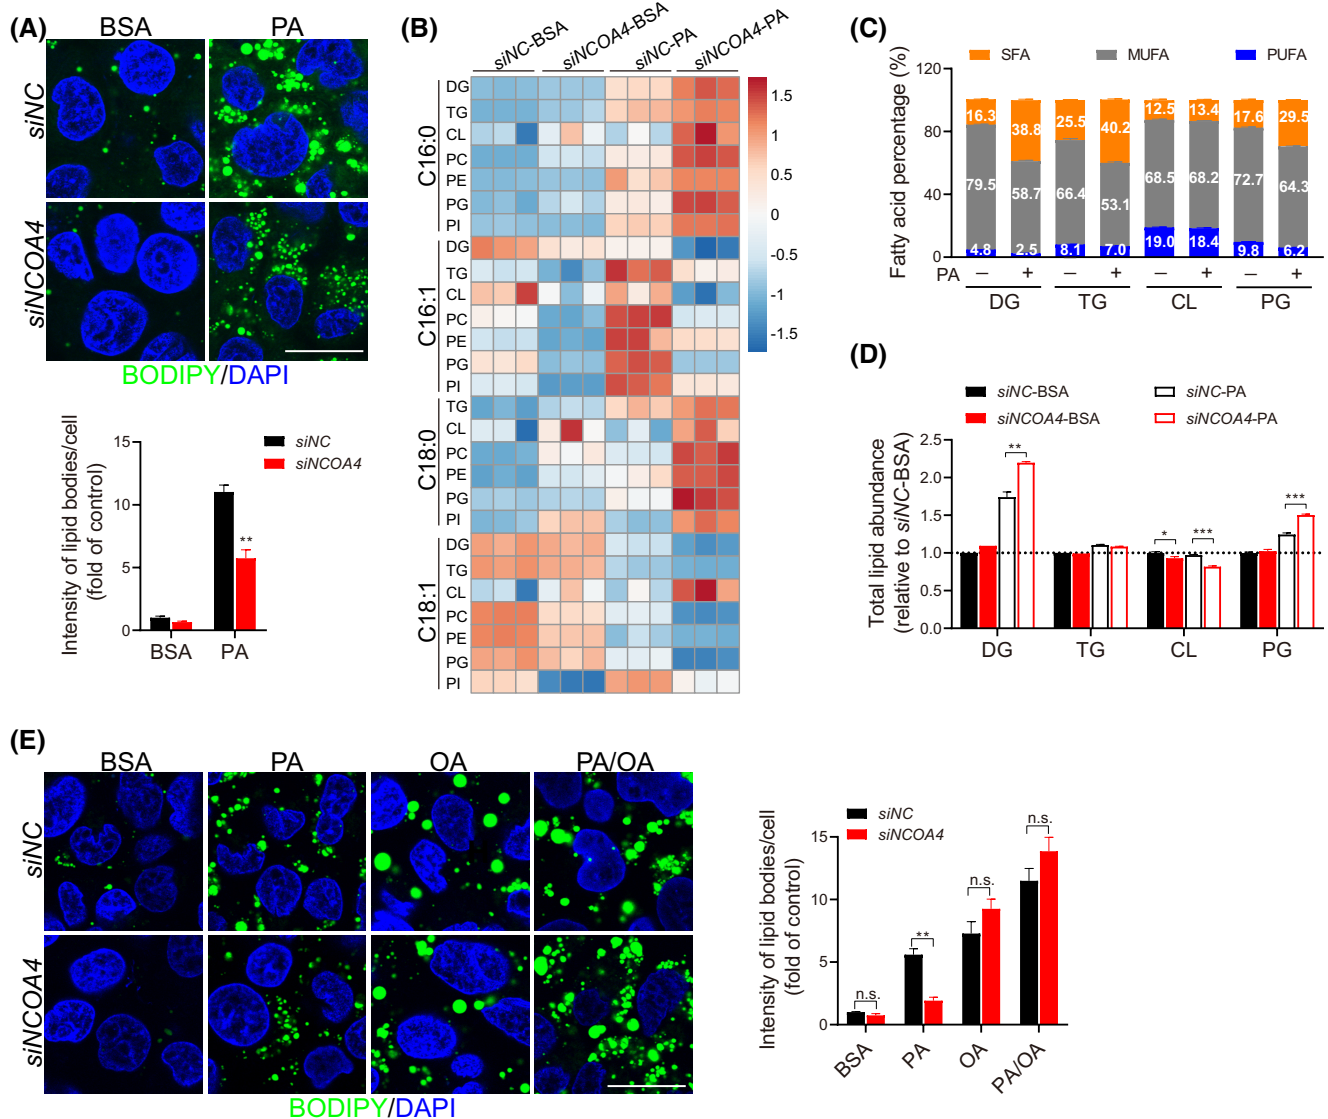 (A)
BSA PA
siNC
siNCOA4
BODIPY/DAPI
Intensity of lipid bodies/cell
(fold of control)
15
10
5
0
siNC
siNCOA4
**
BSA PA
(B)
siNC-BSA siNCOA4-BSA siNC-PA siNCOA4-PA
C16:0
DG
TG
CL
PC
PE
PG
PI
C16:1
DG
TG
CL
PC
PE
PG
PI
C18:0
TG
CL
PC
PE
PG
PI
C18:1
DG
TG
CL
PC
PE
PG
PI
1.5
1
0.5
0
-0.5
-1
-1.5
(C)
SFA MUFA PUFA
Fatty acid percentage (%)
120
80
40
0
16.3 38.8 25.5 40.2 12.5 13.4 17.6 29.5
79.5 58.7 66.4 53.1 68.5 68.2 72.7 64.3
4.8 2.5 8.1 7.0 19.0 18.4 9.8 6.2
PA – + – + – + – +
DG TG CL PG
(D)
siNC-BSA siNC-PA
siNCOA4-BSA siNCOA4-PA
Total lipid abundance
(relative to siNC-BSA)
2.5
2.0
1.5
1.0
0.5
0.0
** * *** ***
DG TG CL PG
(E)
BSA PA OA PA/OA
siNC
siNCOA4
BODIPY/DAPI
Intensity of lipid bodies/cell
(fold of control)
15
10
5
0
siNC
siNCOA4
n.s. ** n.s. n.s.
BSA PA OA PA/OA